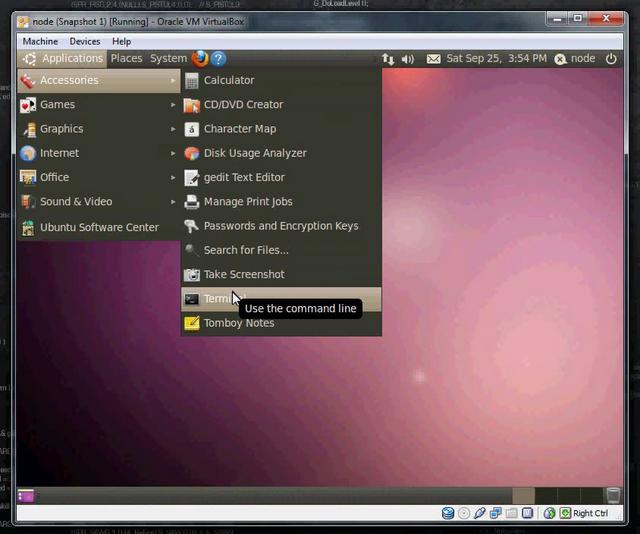 node (Snapshot 1) [Running] - Oracle VM VirtualBox
Machine Devices Help
Applications Places System Sat Sep 25, 3:54 PM node
Accessories
Games
Graphics
Internet
Office
Sound & Video
Ubuntu Software Center
Calculator
CD/DVD Creator
Character Map
Disk Usage Analyzer
gedit Text Editor
Manage Print Jobs
Passwords and Encryption Keys
Search for Files...
Take Screenshot
Use the command line
Tomboy Notes
Right Ctrl